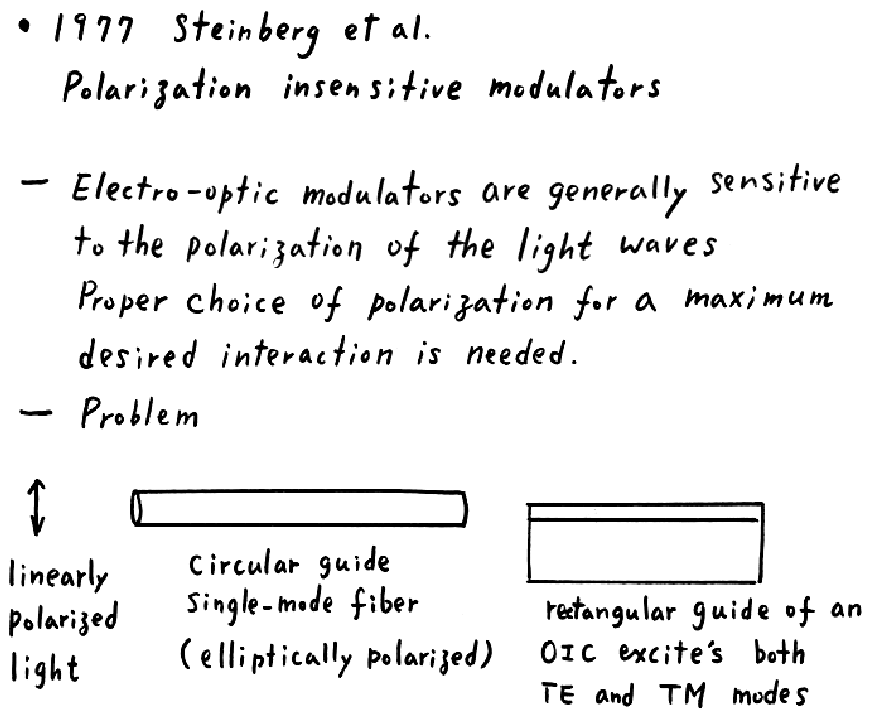 • 1977 Steinberg et al.
Polarization insensitive modulators
— Electro-optic modulators are generally sensitive
to the polarization of the light waves
Proper choice of polarization for a maximum
desired interaction is needed.
— Problem
linearly
polarized
light
Circular guide
Single-mode fiber
(elliptically polarized)
rectangular guide of an
OIC excite's both
TE and TM modes